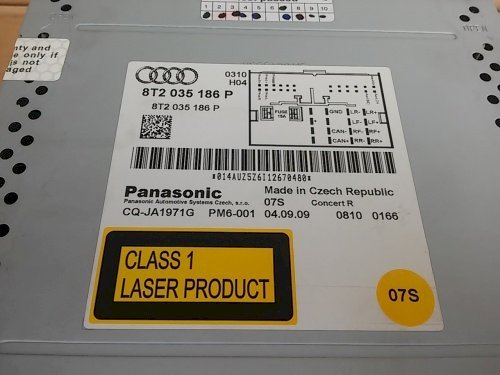 1 2 3 4 5 6 7 8 9 10
nty and
e only if
is not
aged
8T2 035 186 P
8T2 035 186 P
0310
H04
FUSE
15A
GND
+
CAN-
CAN+
LR- LR+
LF- LF+
RF- RF+
RR- RR+
*014AUZ5Z6112670480*
Panasonic
Panasonic Automotive Systems Czech, s.r.o.
CQ-JA1971G PM6-001
Made in Czech Republic
07S Concert R
04.09.09 0810 0166
CLASS 1
LASER PRODUCT
07S